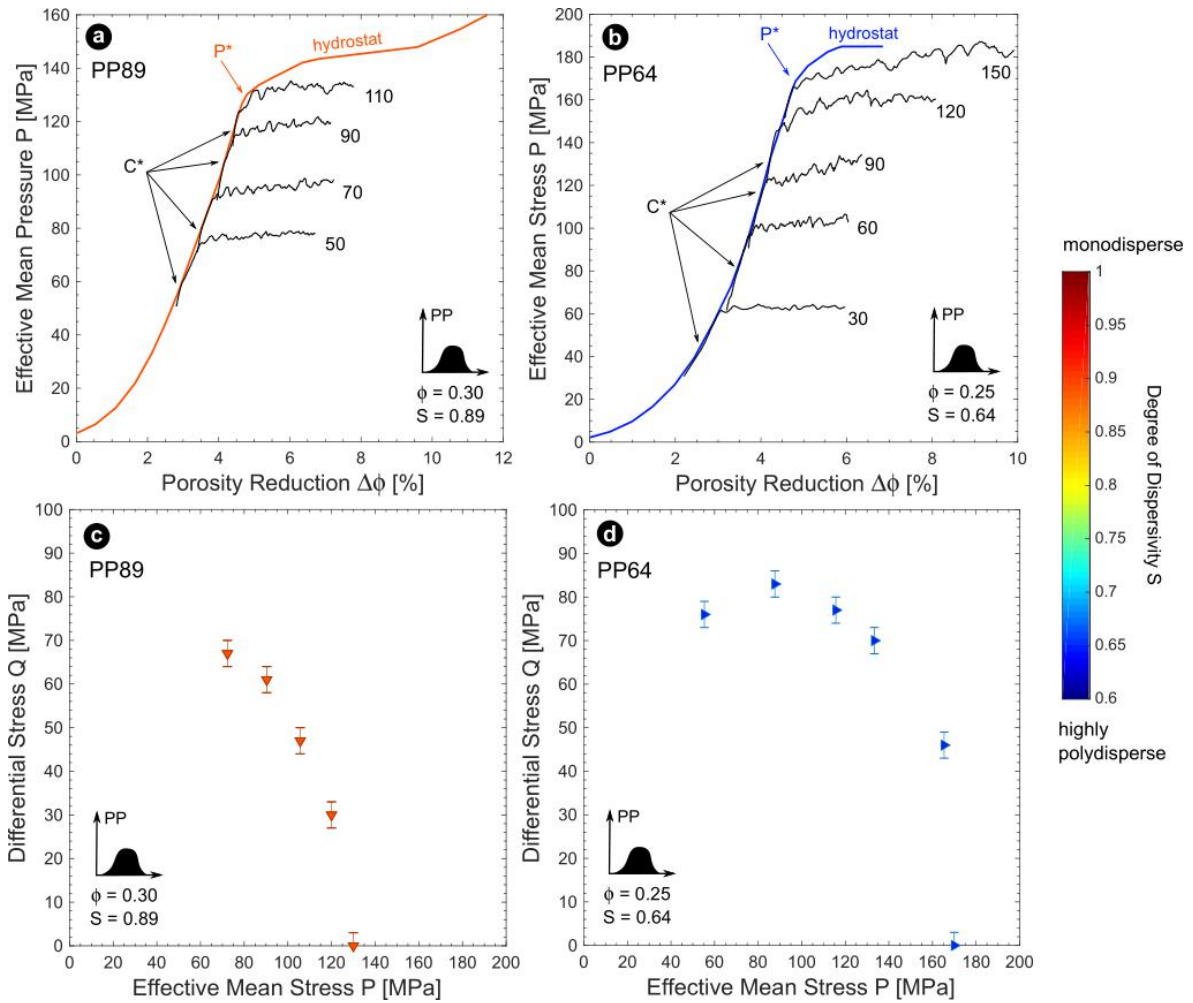 a
PP89
P*
hydrostat
110
90
70
50
C*
PP
ϕ = 0.30
S = 0.89
160
140
120
100
80
60
40
20
0
0 2 4 6 8 10 12
Effective Mean Pressure P [MPa]
Porosity Reduction Δϕ [%]
b
PP64
P*
hydrostat
150
120
90
60
30
C*
PP
ϕ = 0.25
S = 0.64
200
180
160
140
120
100
80
60
40
20
0
0 2 4 6 8 10
Effective Mean Stress P [MPa]
Porosity Reduction Δϕ [%]
monodisperse
1
0.95
0.9
0.85
0.8
0.75
0.7
0.65
0.6
Degree of Dispersivity S
highly
polydisperse
c
PP89
PP
ϕ = 0.30
S = 0.89
100
90
80
70
60
50
40
30
20
10
0
0 20 40 60 80 100 120 140 160 180 200
Differential Stress Q [MPa]
Effective Mean Stress P [MPa]
d
PP64
PP
ϕ = 0.25
S = 0.64
100
90
80
70
60
50
40
30
20
10
0
0 20 40 60 80 100 120 140 160 180 200
Differential Stress Q [MPa]
Effective Mean Stress P [MPa]